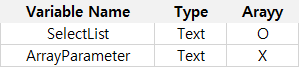 Variable Name Type Arayy
SelectList Text O
ArrayParameter Text X